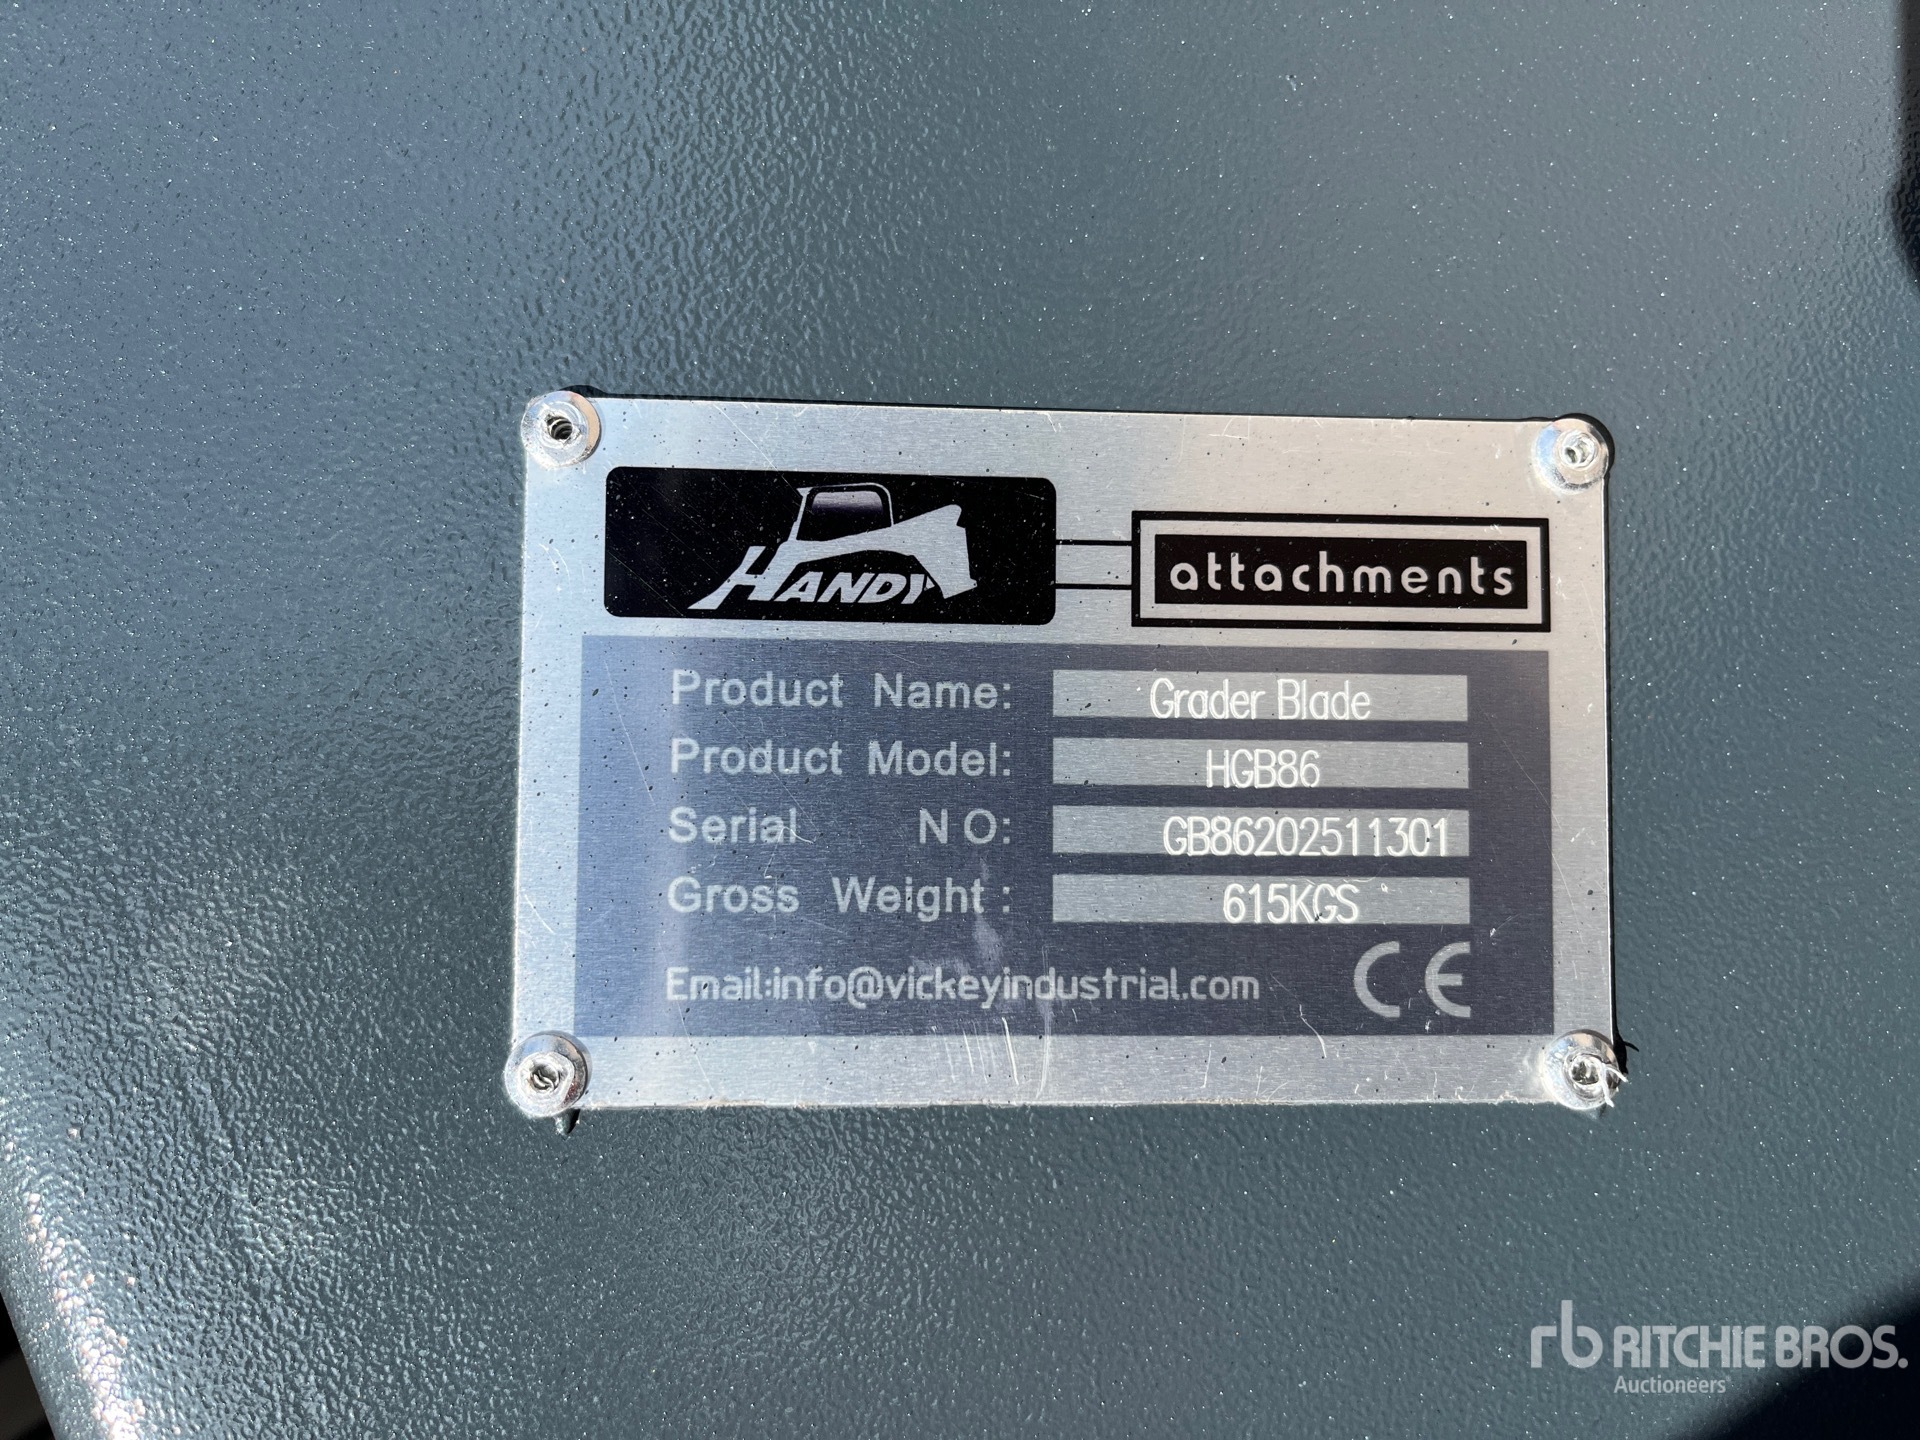 HANDY attachments
Product Name: Grader Blade
Product Model: HGB86
Serial NO: GB86202511301
Gross Weight: 615KGS
Email:info@vickeyindustrial.com CE
rb RITCHIE BROS.
Auctioneers